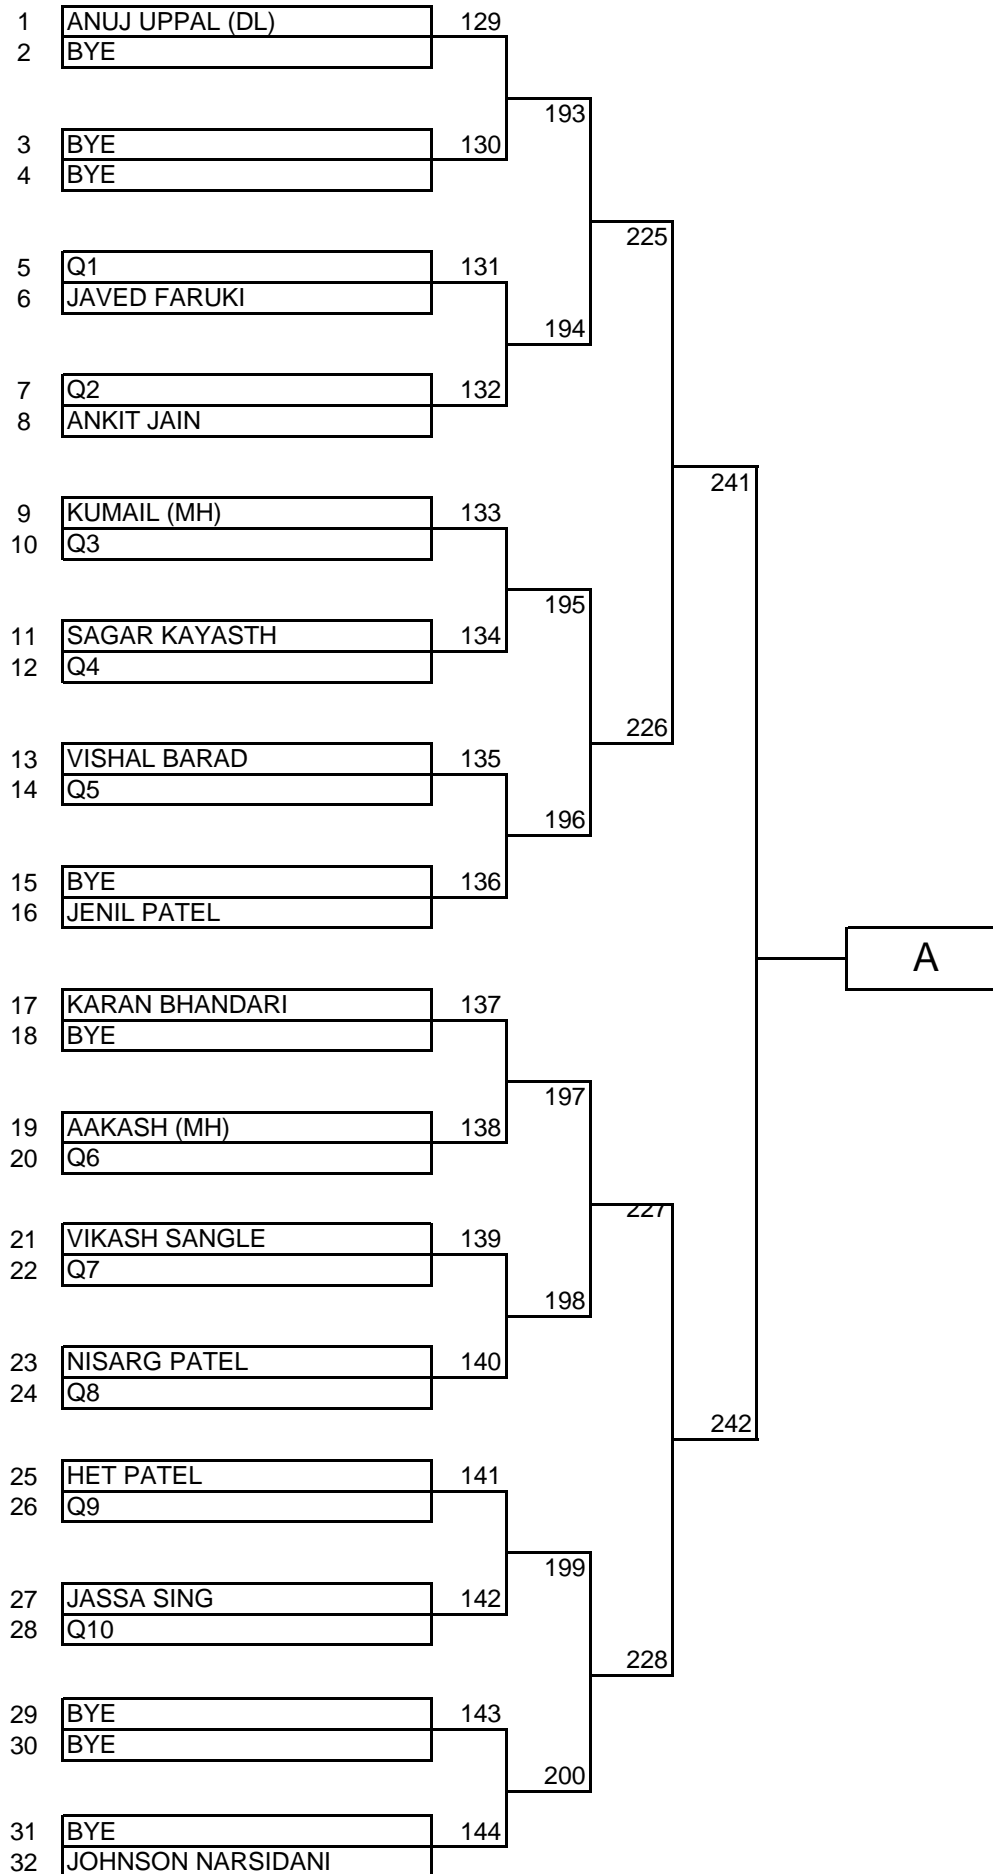 1 ANUJ UPPAL (DL) 129
2 BYE
193
3 BYE 130
4 BYE
225
5 Q1 131
6 JAVED FARUKI
194
7 Q2 132
8 ANKIT JAIN
241
9 KUMAIL (MH) 133
10 Q3
195
11 SAGAR KAYASTH 134
12 Q4
226
13 VISHAL BARAD 135
14 Q5
196
15 BYE 136
16 JENIL PATEL
A
17 KARAN BHANDARI 137
18 BYE
197
19 AAKASH (MH) 138
20 Q6
227
21 VIKASH SANGLE 139
22 Q7
198
23 NISARG PATEL 140
24 Q8
242
25 HET PATEL 141
26 Q9
199
27 JASSA SING 142
28 Q10
228
29 BYE 143
30 BYE
200
31 BYE 144
32 JOHNSON NARSIDANI